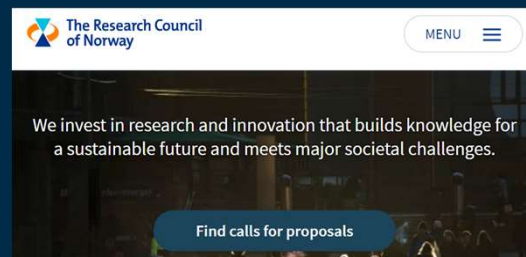 The Research Council
of Norway
MENU
We invest in research and innovation that builds knowledge for
a sustainable future and meets major societal challenges.
Find calls for proposals